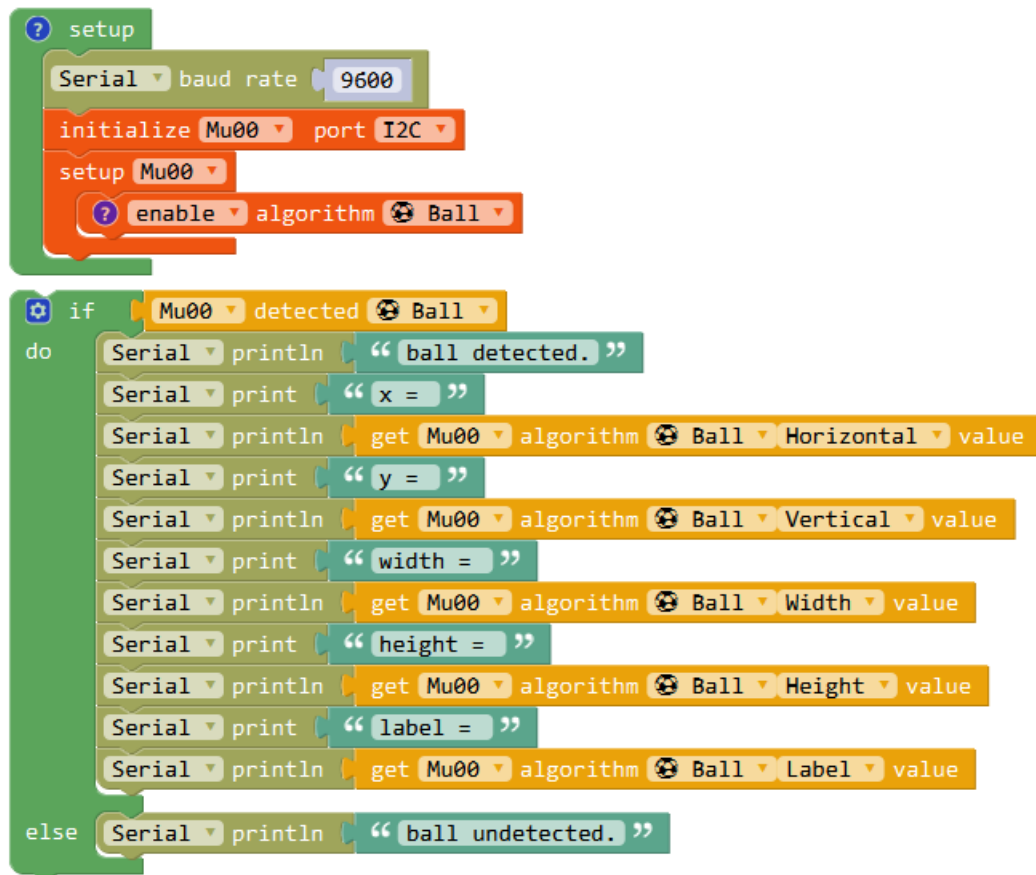 ? setup
Serial baud rate 9600
initialize Mu00 port I2C
setup Mu00
? enable algorithm Ball
if Mu00 detected Ball
do Serial println “ ball detected. ”
Serial print “ x = ”
Serial println get Mu00 algorithm Ball Horizontal value
Serial print “ y = ”
Serial println get Mu00 algorithm Ball Vertical value
Serial print “ width = ”
Serial println get Mu00 algorithm Ball Width value
Serial print “ height = ”
Serial println get Mu00 algorithm Ball Height value
Serial print “ label = ”
Serial println get Mu00 algorithm Ball Label value
else Serial println “ ball undetected. ”